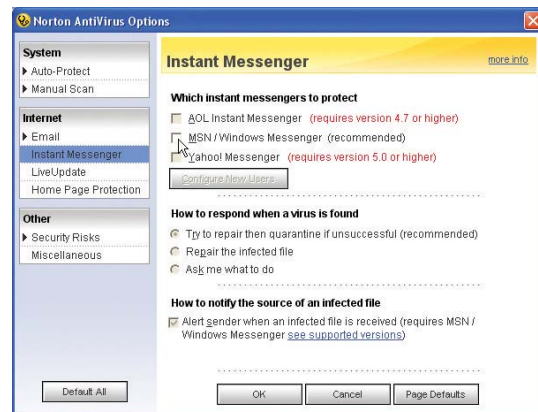 Norton AntiVirus Options
System
Auto-Protect
Manual Scan
Internet
Email
Instant Messenger
LiveUpdate
Home Page Protection
Other
Security Risks
Miscellaneous
Default All
Instant Messenger
more info
Which instant messengers to protect
AOL Instant Messenger (requires version 4.7 or higher)
MSN / Windows Messenger (recommended)
Yahoo! Messenger (requires version 5.0 or higher)
Configure New Users
How to respond when a virus is found
Try to repair then quarantine if unsuccessful (recommended)
Repair the infected file
Ask me what to do
How to notify the source of an infected file
Alert sender when an infected file is received (requires MSN /
Windows Messenger see supported versions)
OK
Cancel
Page Defaults